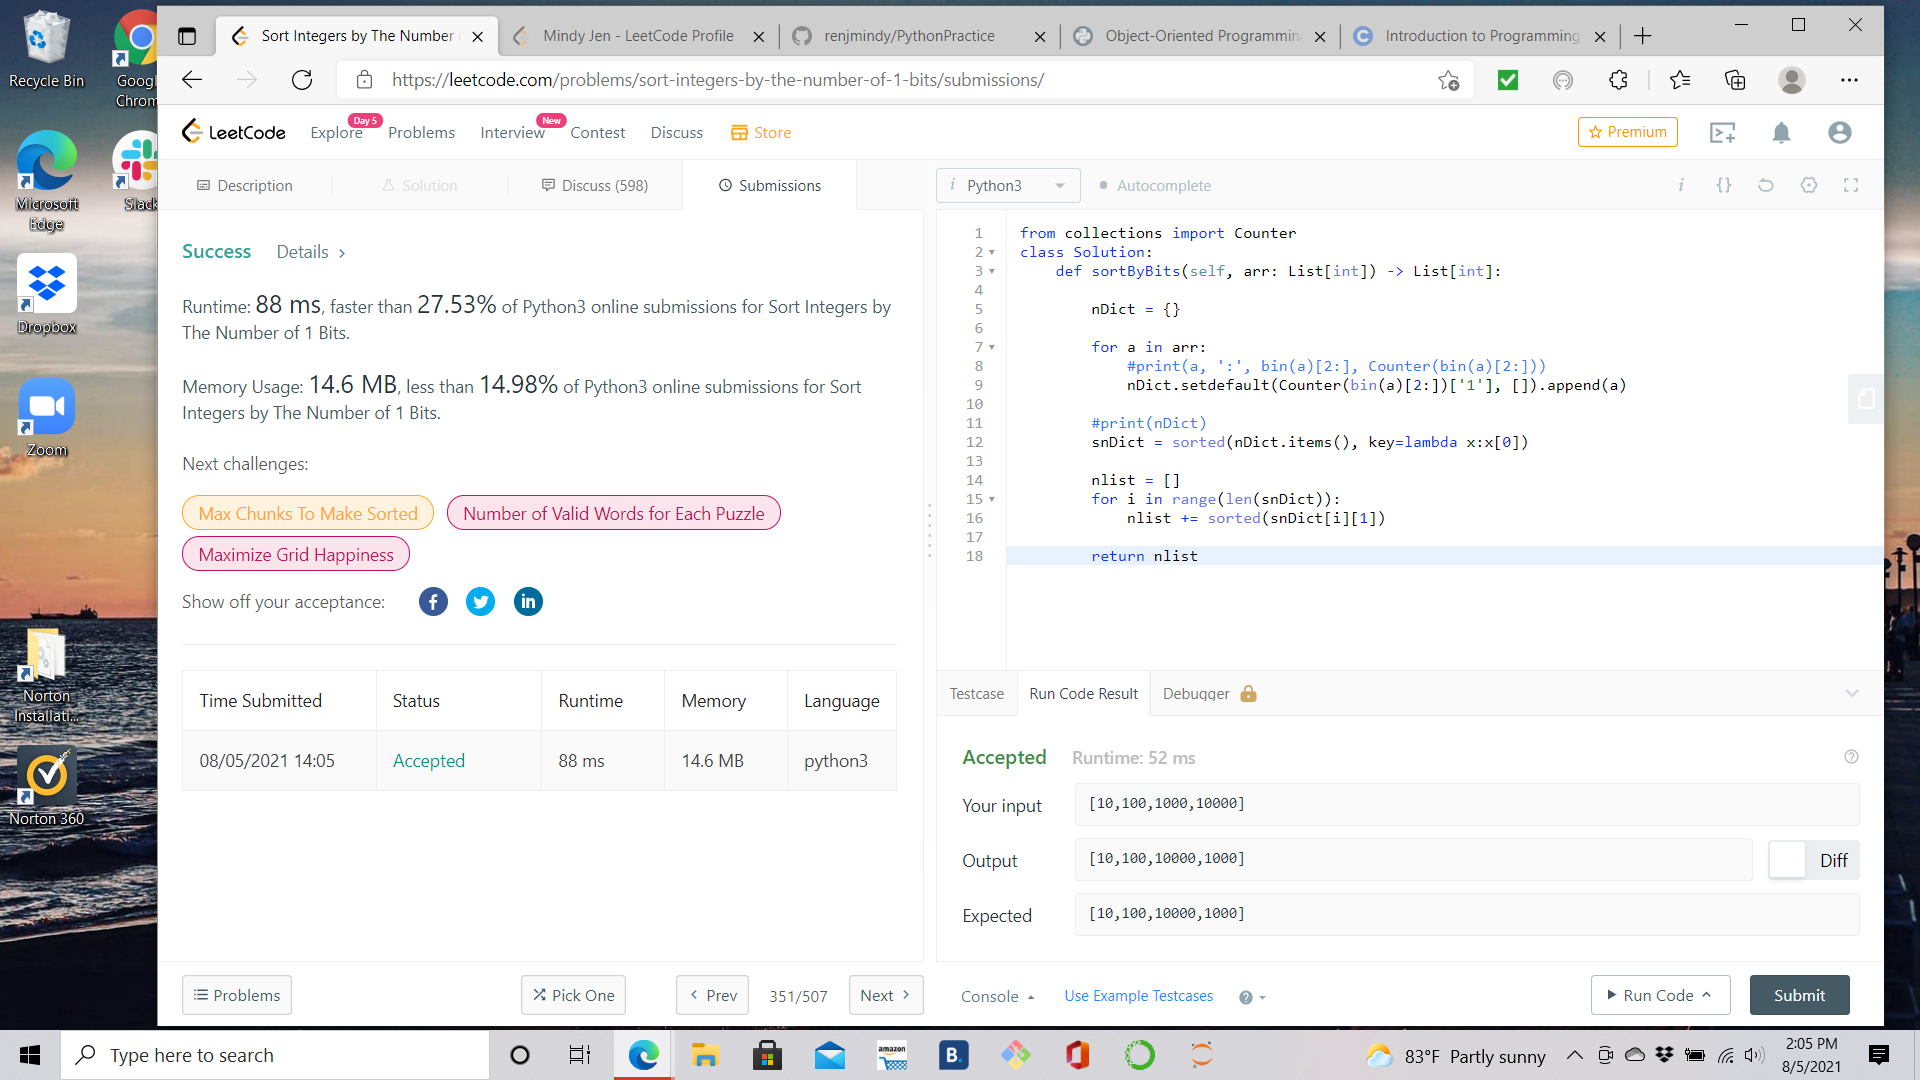 Recycle Bin
Googl
Chrom
Microsoft
Edge
Slack
Dropbox
Zoom
Norton
Installati...
Norton 360
Sort Integers by The Number
Mindy Jen - LeetCode Profile
renjmindy/PythonPractice
Object-Oriented Programmin
Introduction to Programming
https://leetcode.com/problems/sort-integers-by-the-number-of-1-bits/submissions/
LeetCode
Explore
Day 5
Problems
Interview
New
Contest
Discuss
Store
Premium
Description
Solution
Discuss (598)
Submissions
Success
Details >
Runtime: 88 ms, faster than 27.53% of Python3 online submissions for Sort Integers by
The Number of 1 Bits.
Memory Usage: 14.6 MB, less than 14.98% of Python3 online submissions for Sort
Integers by The Number of 1 Bits.
Next challenges:
Max Chunks To Make Sorted
Number of Valid Words for Each Puzzle
Maximize Grid Happiness
Show off your acceptance:
Time Submitted Status Runtime Memory Language
08/05/2021 14:05 Accepted 88 ms 14.6 MB python3
Problems
Pick One
< Prev
351/507
Next >
i Python3
Autocomplete
i {}
1 from collections import Counter
2 class Solution:
3     def sortByBits(self, arr: List[int]) -> List[int]:
4
5         nDict = {}
6
7         for a in arr:
8             #print(a, ':', bin(a)[2:], Counter(bin(a)[2:]))
9             nDict.setdefault(Counter(bin(a)[2:])['1'], []).append(a)
10
11         #print(nDict)
12         snDict = sorted(nDict.items(), key=lambda x:x[0])
13
14         nlist = []
15         for i in range(len(snDict)):
16             nlist += sorted(snDict[i][1])
17
18         return nlist
Testcase
Run Code Result
Debugger
Accepted
Runtime: 52 ms
Your input
[10,100,1000,10000]
Output
[10,100,10000,1000]
Diff
Expected
[10,100,10000,1000]
Console
Use Example Testcases
Run Code
Submit
Type here to search
amazon
B.
83°F Partly sunny
2:05 PM
8/5/2021